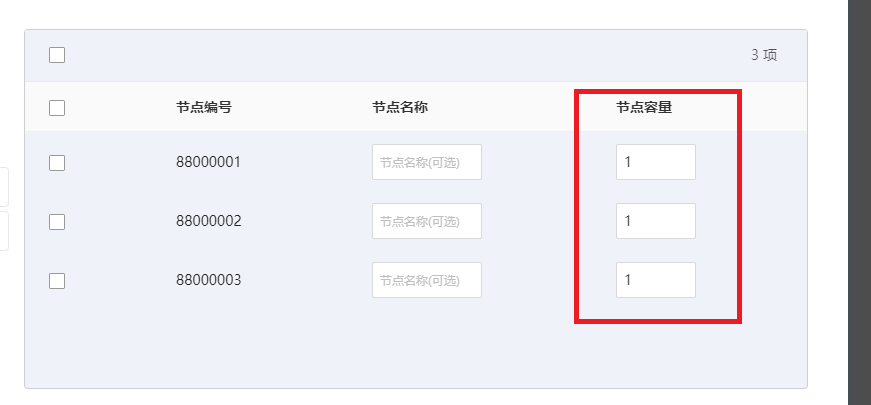 3 项
节点编号 节点名称 节点容量
88000001 节点名称(可选) 1
88000002 节点名称(可选) 1
88000003 节点名称(可选) 1